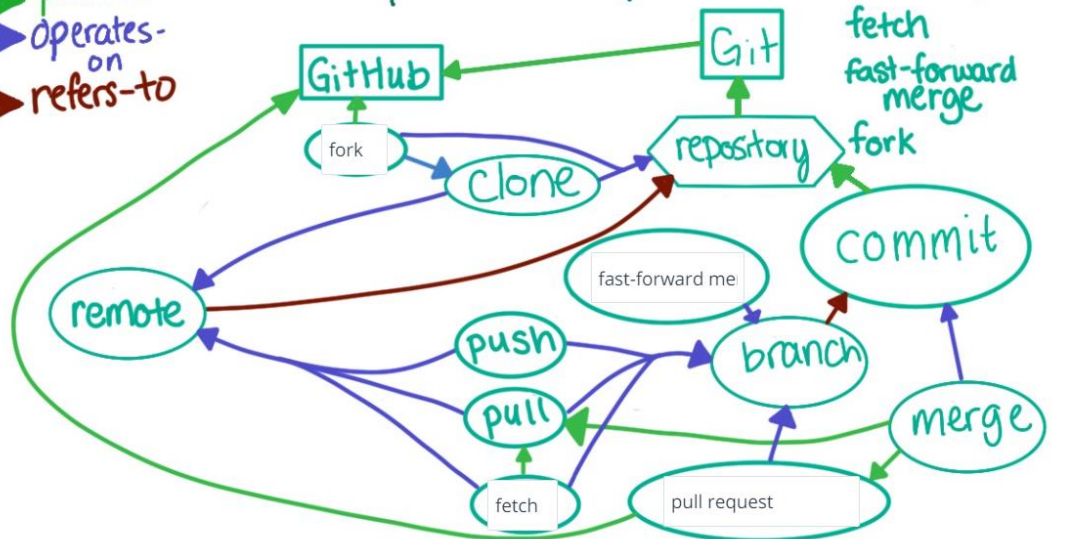 operates-
on
refers-to
GitHub
Git
fetch
fast-forward
merge
fork
fork
clone
repository
commit
remote
fast-forward me
push
branch
pull
merge
fetch
pull request